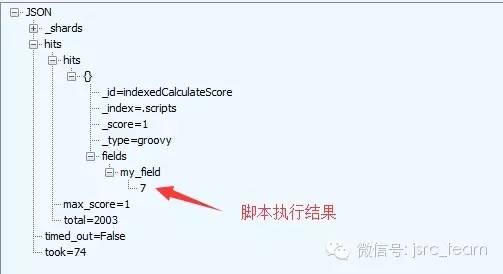 JSON
_shards
hits
hits
{}
_id=indexedCalculateScore
_index=.scripts
_score=1
_type=groovy
fields
my_field
7
脚本执行结果
max_score=1
total=2003
timed_out=False
took=74
微信号: jsrc_team